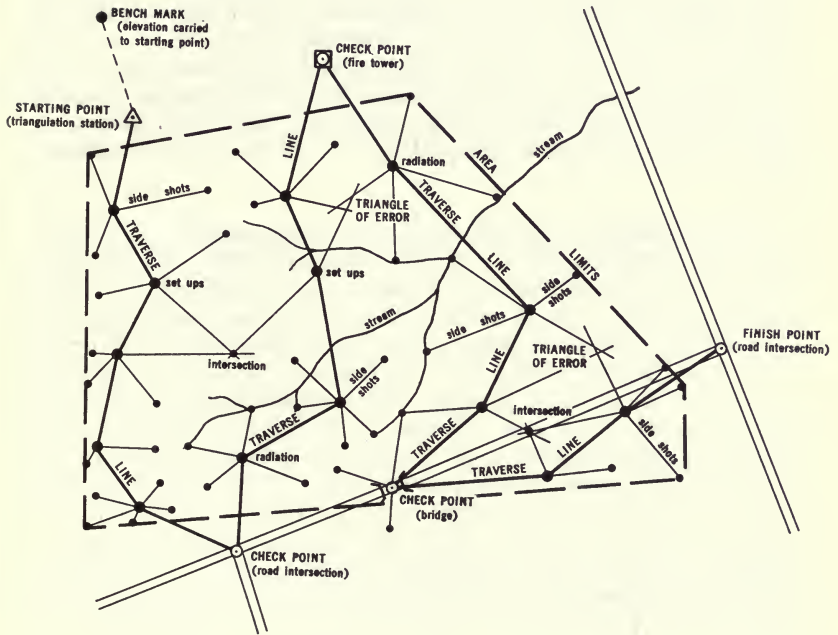 BENCH MARK
(elevation carried
to starting point)
CHECK POINT
(fire tower)
STARTING POINT
(triangulation station)
LINE
radiation
AREA
stream
side shots
TRIANGLE
OF ERROR
TRAVERSE
TRAVERSE
set ups
set ups
LINE
LIMITS
side
shots
stream
side shots
FINISH POINT
(road intersection)
intersection
LINE
TRIANGLE
OF ERROR
side
shots
intersection
TRAVERSE
TRAVERSE
side shots
radiation
LINE
LINE
TRAVERSE
CHECK POINT
(bridge)
CHECK POINT
(road intersection)